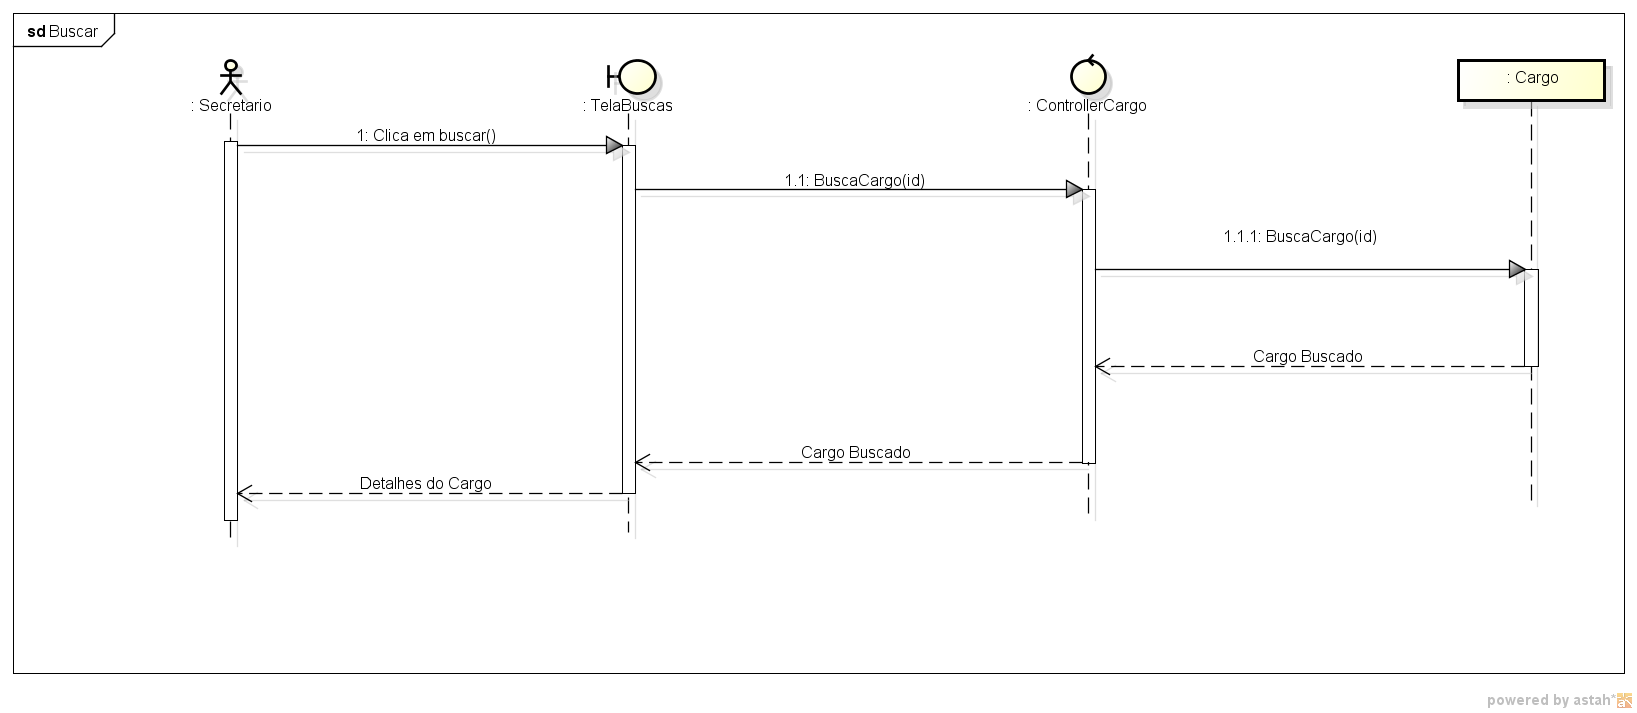 sd Buscar
: Secretario
: TelaBuscas
: ControllerCargo
: Cargo
1: Clica em buscar()
1.1: BuscaCargo(id)
1.1.1: BuscaCargo(id)
Cargo Buscado
Cargo Buscado
Detalhes do Cargo
powered by astah*